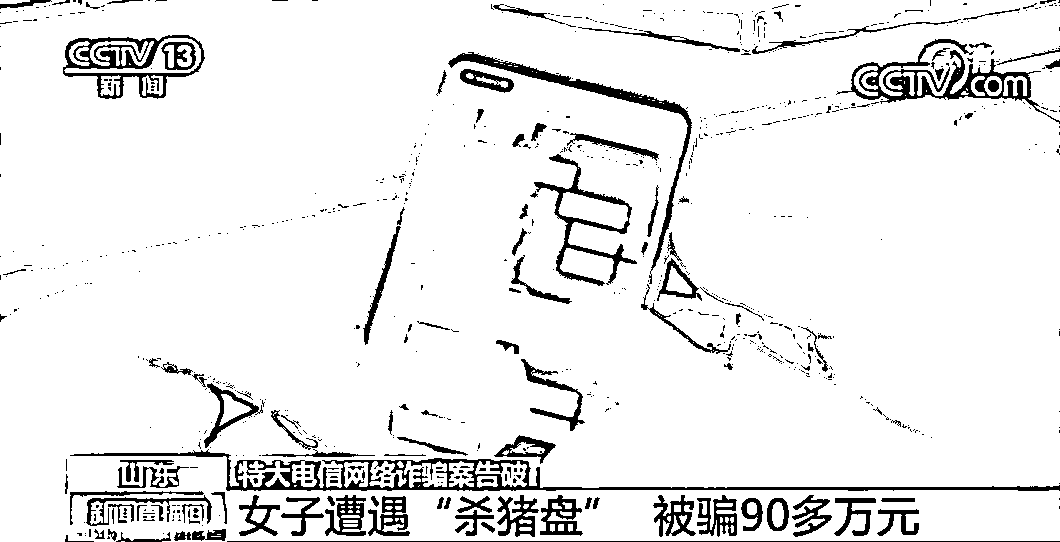 CCTV 13
新闻
CCTV.com
山东
特大电信网络诈骗案告破
新闻直播间
女子遭遇“杀猪盘” 被骗90多万元